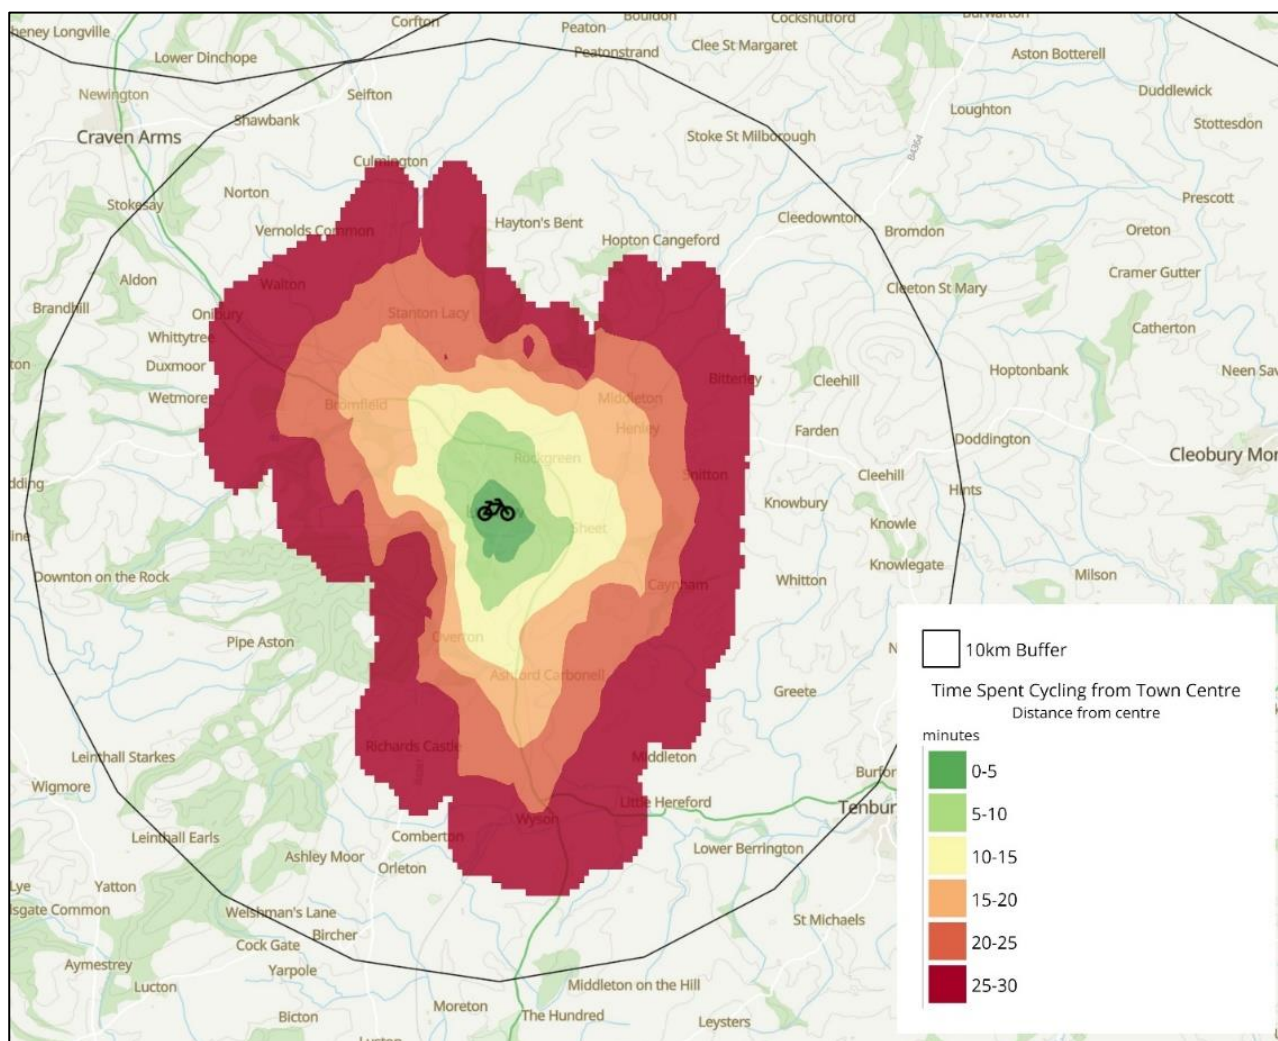 Corfton
Bouldon
Cockshutford
Burwarton
heney Longville
Peaton
Lower Dinchope
Peatonstrand
Clee St Margaret
Aston Botterell
Newington
Seifton
Duddlewick
Loughton
Shawbank
Stottesdon
Craven Arms
Stoke St Milborough
B4364
Culmington
Norton
Prescott
Stokesay
Cleedownton
Vernolds Common
Hayton's Bent
Bromdon
Oreton
Hopton Cangeford
Aldon
Walton
Cleeton St Mary
Cramer Gutter
Brandhill
Onibury
Stanton Lacy
Whittytree
Catherton
ton
Duxmoor
Hoptonbank
Neen Sav
Bitterley
Cleehill
Wetmore
Bromfield
Middleton
Henley
Farden
Doddington
Rockgreen
Cleobury Mor
Snitton
Cleehill
dding
Knowbury
Hints
Sheet
Knowle
ine
Knowlegate
Downton on the Rock
Caynham
Whitton
Milson
Overton
Pipe Aston
N
10km Buffer
Ashford Carbonell
Greete
Time Spent Cycling from Town Centre
Distance from centre
minutes
Richards Castle
Leinthall Starkes
Middleton
0-5
Burfor
Wigmore
Little Hereford
Tenbur
5-10
Wyson
Leinthall Earls
Comberton
Lower Berrington
10-15
Ashley Moor
Orleton
Lye
Yatton
15-20
lsgate Common
Welshman's Lane
St Michaels
Bircher
Cock Gate
20-25
Aymestrey
Yarpole
Lucton
Middleton on the Hill
25-30
Moreton
Bicton
The Hundred
Leysters